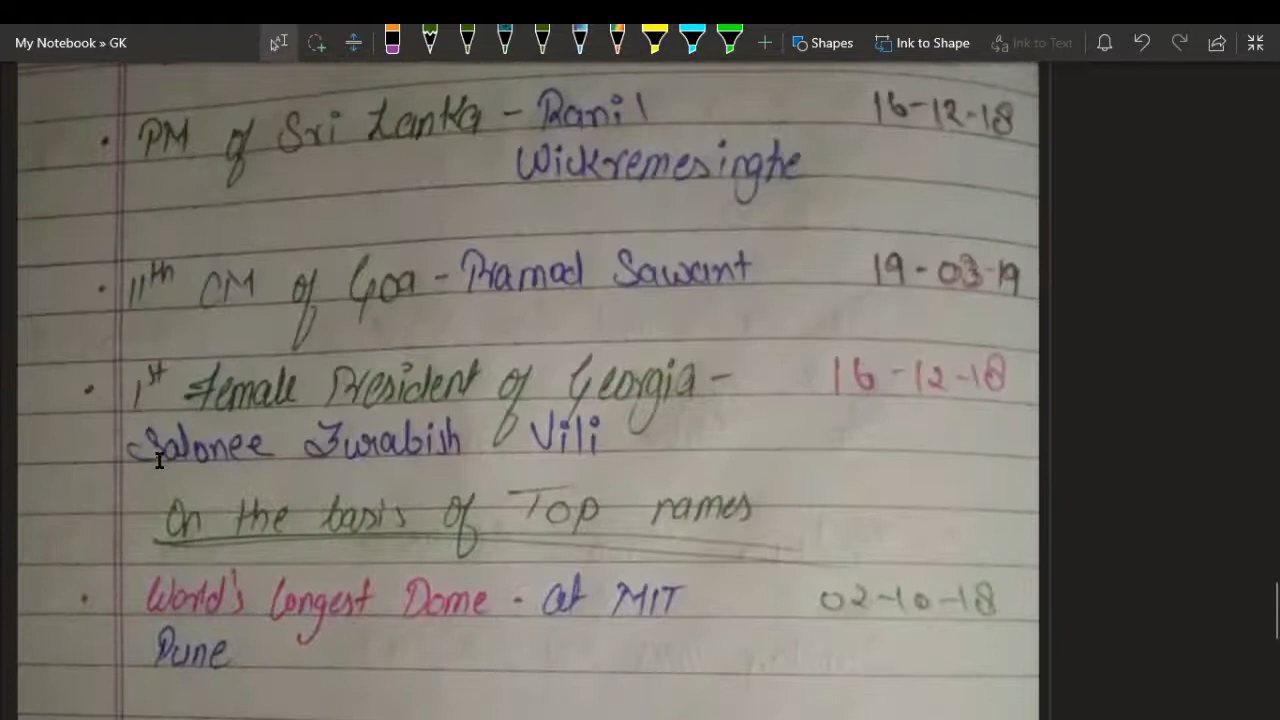 My Notebook » GK
Shapes
Ink to Shape
Ink to Text
• PM of Sri Lanka - Ranil 16-12-18
Wickremesinghe
• 11th CM of Goa - Pramod Sawant 19-03-19
• 1st Female President of Georgia - 16-12-18
Salonee Zurabish Vili
On the basis of Top names
• World's Longest Dome - at MIT 02-10-18
Pune